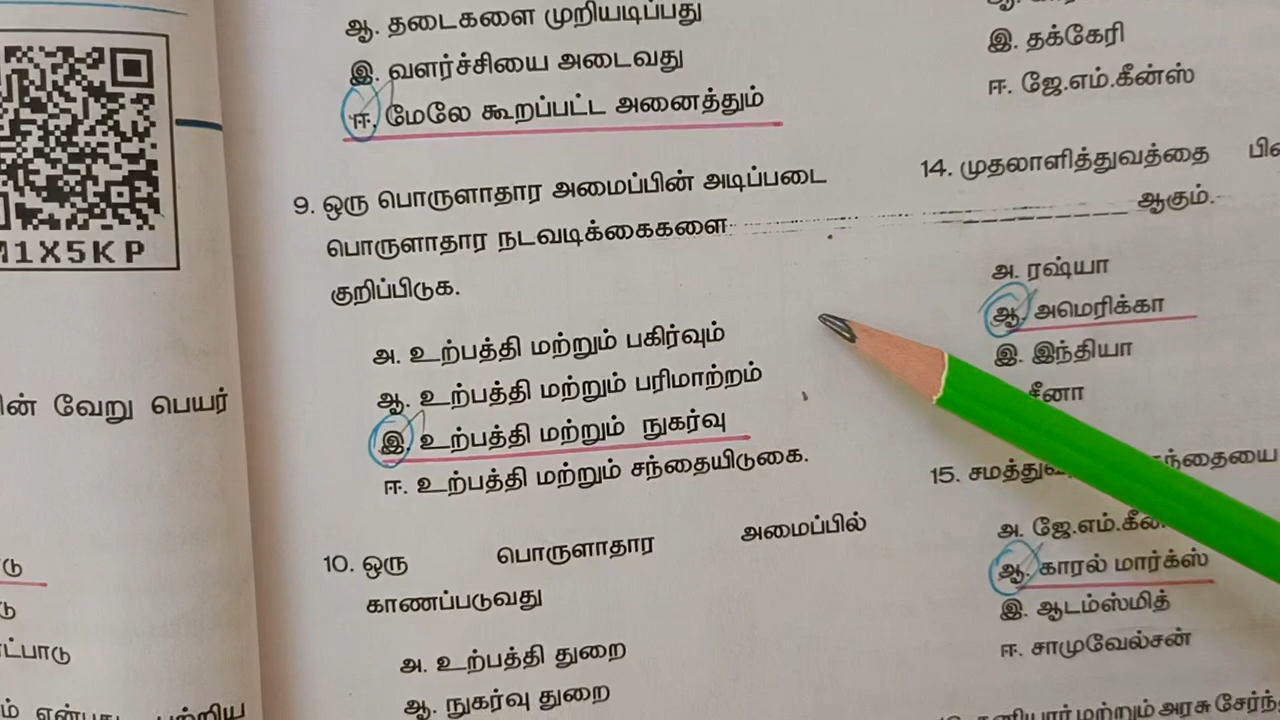 M1X5KP
வேறு பெயர்
ஆ. தடைகளை முறியடிப்பது
இ. வளர்ச்சியை அடைவது
ஈ. மேலே கூறப்பட்ட அனைத்தும்
9. ஒரு பொருளாதார அமைப்பின் அடிப்படை
பொருளாதார நடவடிக்கைகளை
குறிப்பிடுக.
அ. உற்பத்தி மற்றும் பகிர்வும்
ஆ. உற்பத்தி மற்றும் பரிமாற்றம்
இ. உற்பத்தி மற்றும் நுகர்வு
ஈ. உற்பத்தி மற்றும் சந்தையிடுகை.
10. ஒரு பொருளாதார அமைப்பில்
காணப்படுவது
அ. உற்பத்தி துறை
ஆ. நுகர்வு துறை
இ. தக்கேரி
ஈ. ஜே.எம்.கீன்ஸ்
14. முதலாளித்துவத்தை
ஆகும்.
அ. ரஷ்யா
ஆ. அமெரிக்கா
இ. இந்தியா
சீனா
15.
அ. ஜே.எம்.
ஆ. காரல் மார்க்ஸ்
இ. ஆடம்ஸ்மித்
ஈ. சாமுவேல்சன்
மற்றும் அரசு